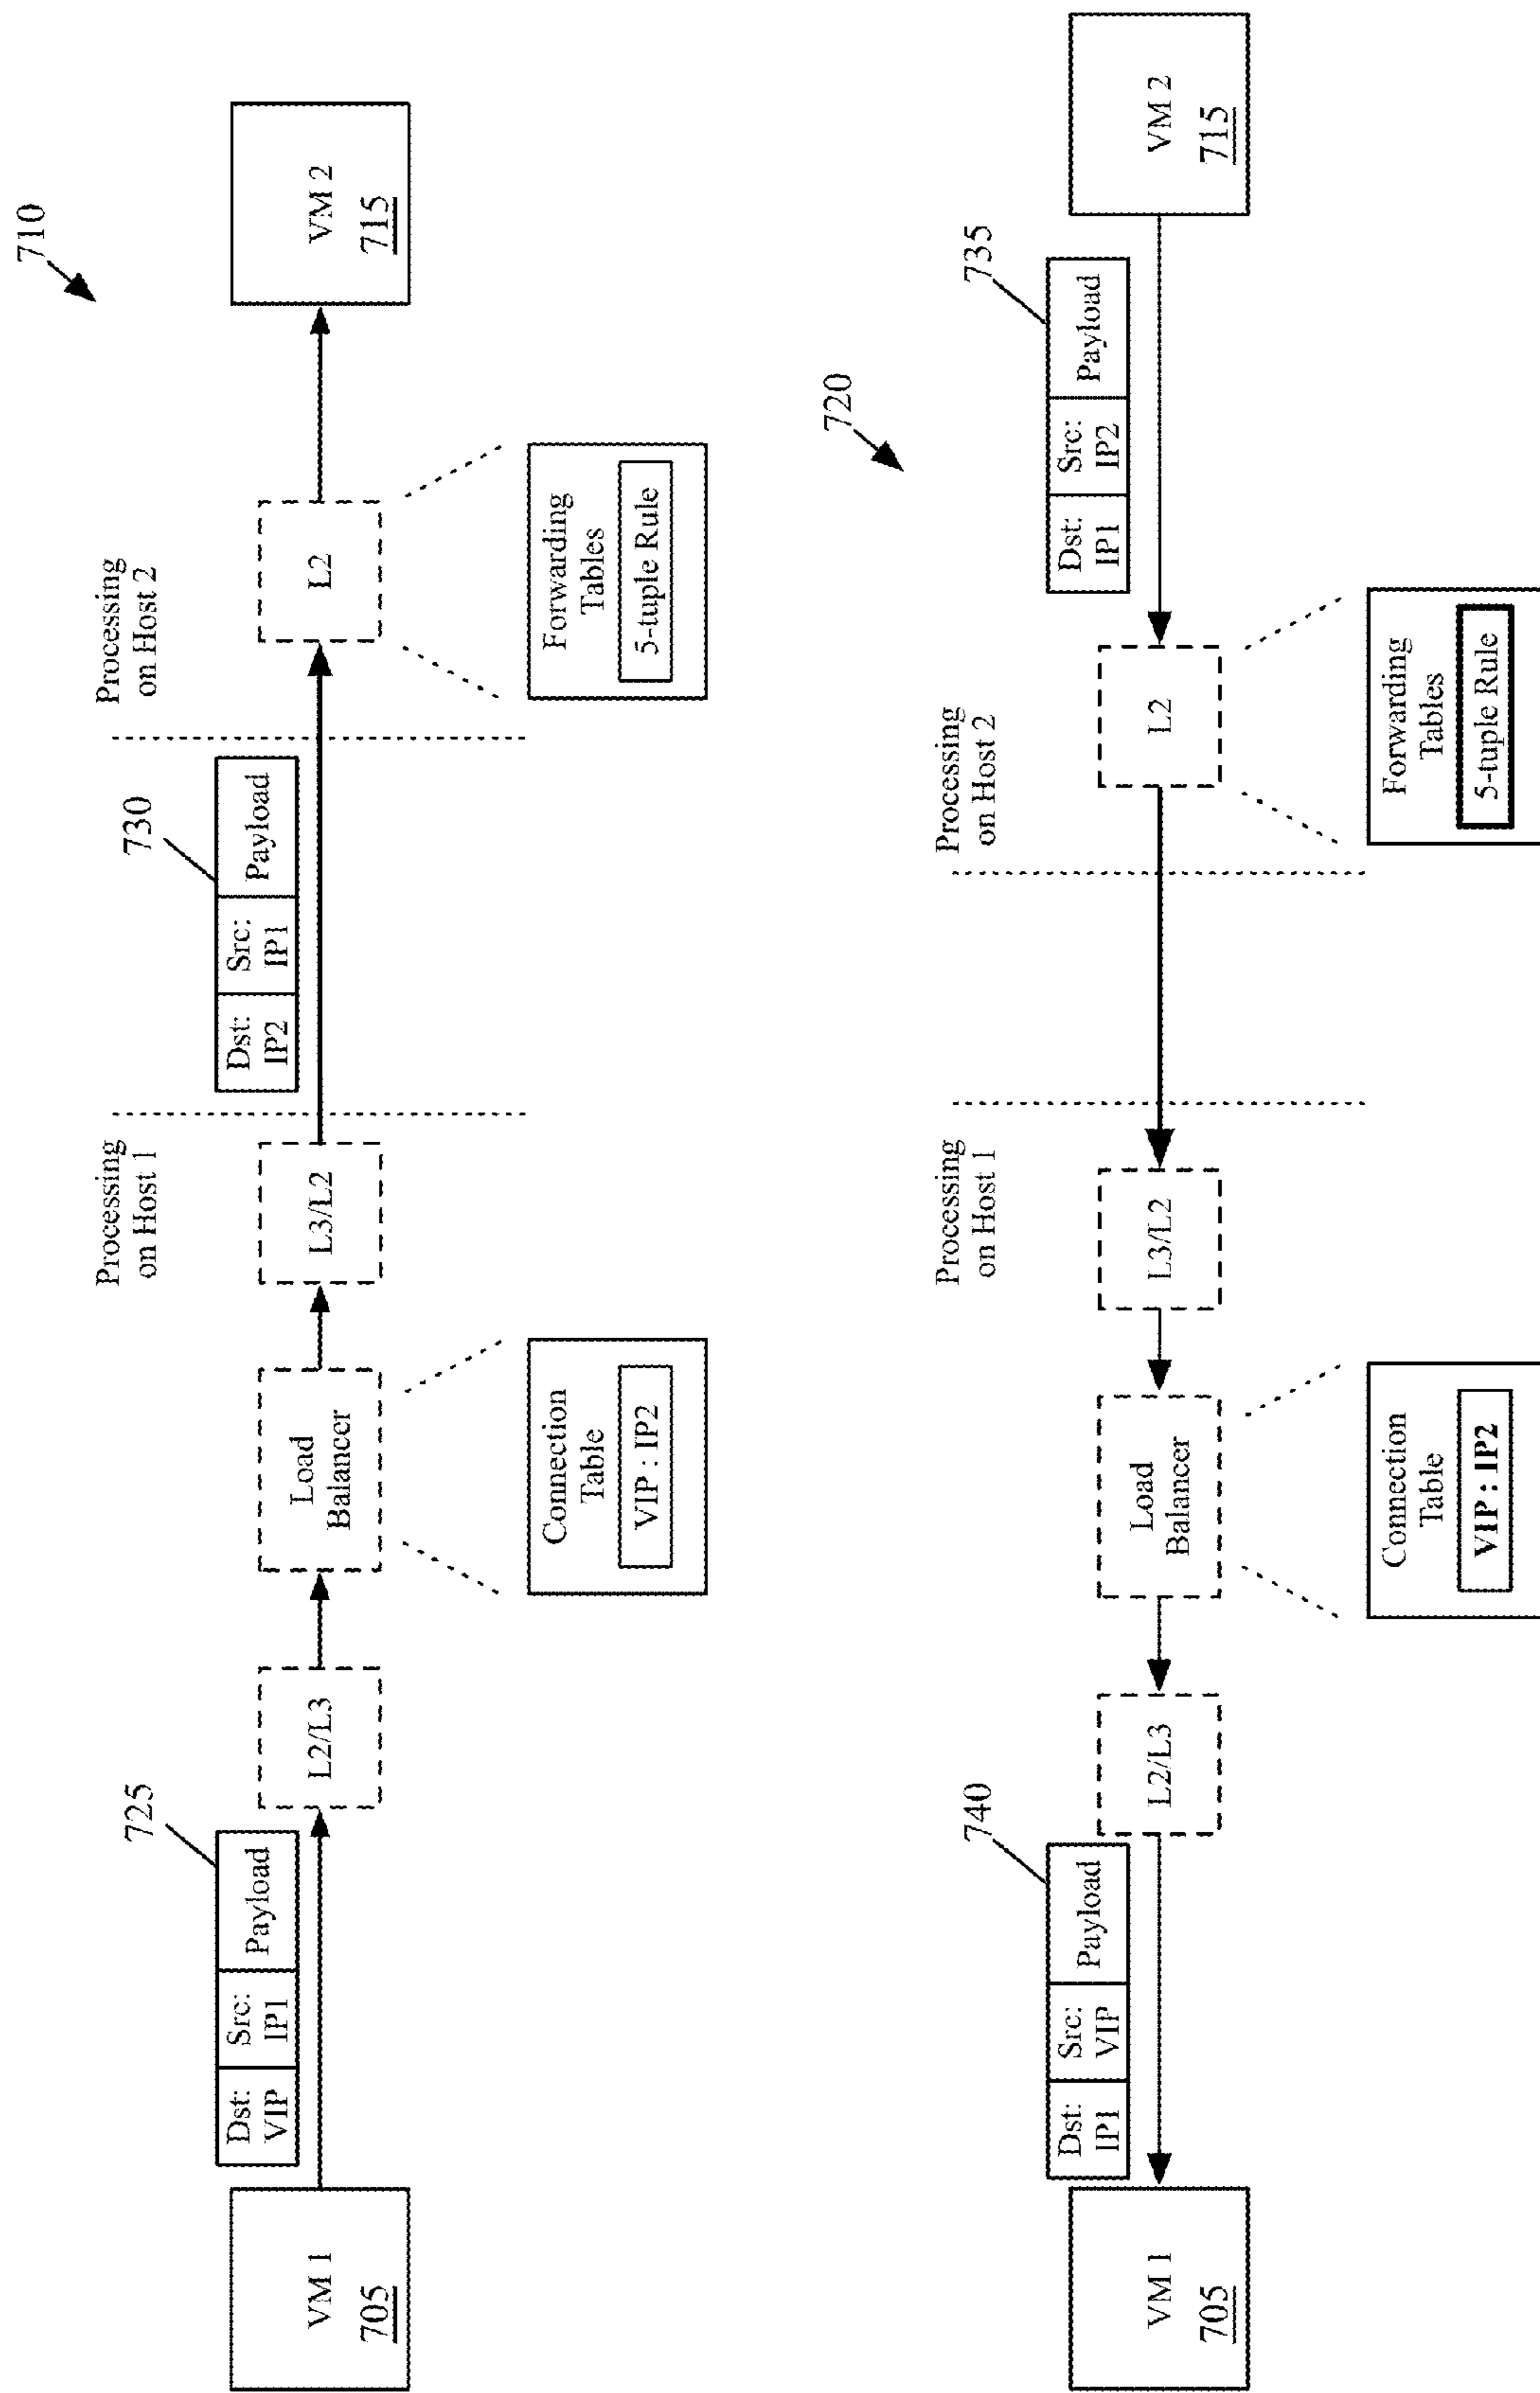 710
Processing
on Host 1
Processing
on Host 2
725
Dst:
VIP
Src:
IP1
Payload
730
Dst:
IP2
Src:
IP1
Payload
VM 1
705
L2/L3
Load
Balancer
L3/L2
L2
VM 2
715
Connection
Table
VIP : IP2
Forwarding
Tables
5-tuple Rule
720
Processing
on Host 1
Processing
on Host 2
740
Dst:
IP1
Src:
VIP
Payload
735
Dst:
IP1
Src:
IP2
Payload
VM 1
705
L2/L3
Load
Balancer
L3/L2
L2
VM 2
715
Connection
Table
VIP : IP2
Forwarding
Tables
5-tuple Rule